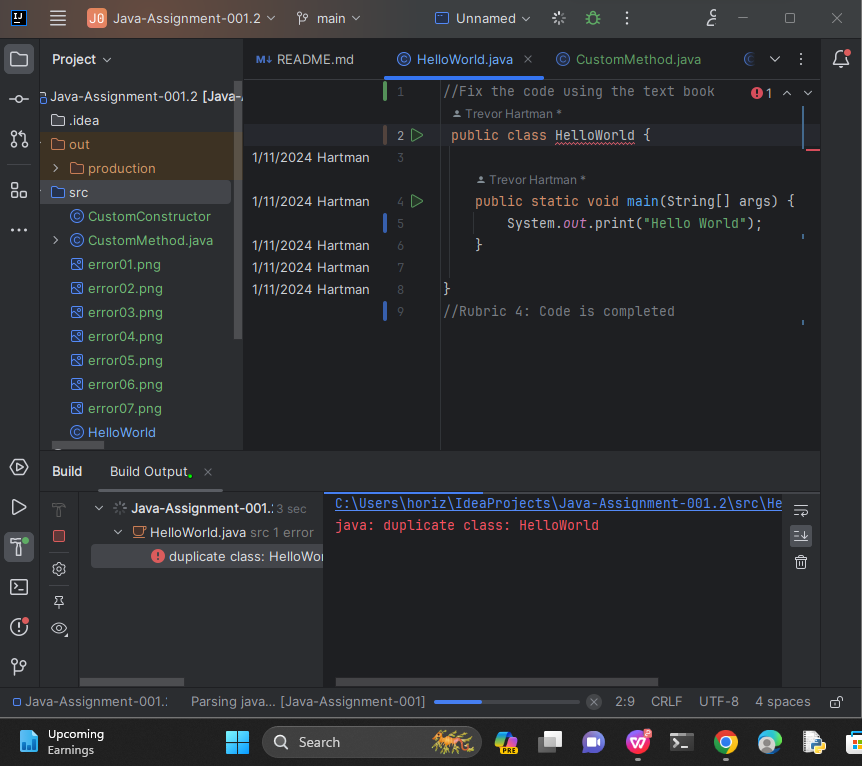 Java-Assignment-001.2
main
Unnamed
Project
README.md
HelloWorld.java
CustomMethod.java
Java-Assignment-001.2 [Java-
.idea
out
production
src
CustomConstructor
CustomMethod.java
error01.png
error02.png
error03.png
error04.png
error05.png
error06.png
error07.png
HelloWorld
1 //Fix the code using the text book
1
Trevor Hartman *
2 public class HelloWorld {
1/11/2024 Hartman 3
Trevor Hartman *
1/11/2024 Hartman 4 public static void main(String[] args) {
5 System.out.print("Hello World");
1/11/2024 Hartman 6 }
1/11/2024 Hartman 7
1/11/2024 Hartman 8 }
9 //Rubric 4: Code is completed
Build
Build Output
Java-Assignment-001.: 3 sec
HelloWorld.java src 1 error
duplicate class: HelloWor
C:\Users\horiz\IdeaProjects\Java-Assignment-001.2\src\He
java: duplicate class: HelloWorld
Java-Assignment-001.:
Parsing java... [Java-Assignment-001]
2:9
CRLF
UTF-8
4 spaces
Upcoming
Earnings
Search
PRE